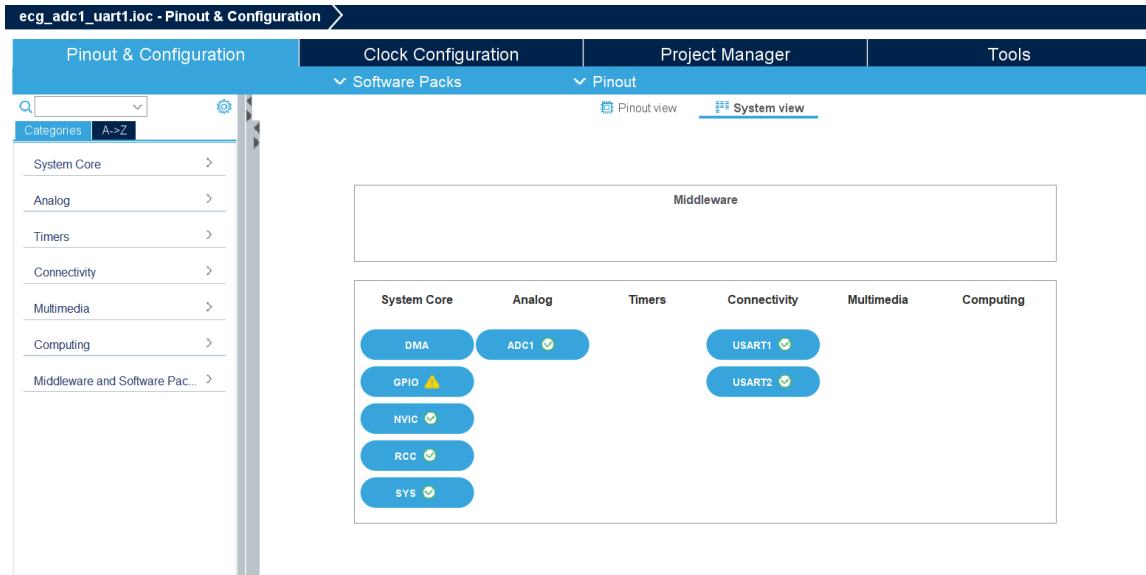 ecg_adc1_uart1.ioc - Pinout & Configuration
Pinout & Configuration
Clock Configuration
Project Manager
Tools
Software Packs
Pinout
Pinout view
System view
Categories
A->Z
System Core
Analog
Timers
Connectivity
Multimedia
Computing
Middleware and Software Pac...
Middleware
System Core
Analog
Timers
Connectivity
Multimedia
Computing
DMA
ADC1
USART1
GPIO
USART2
NVIC
RCC
SYS